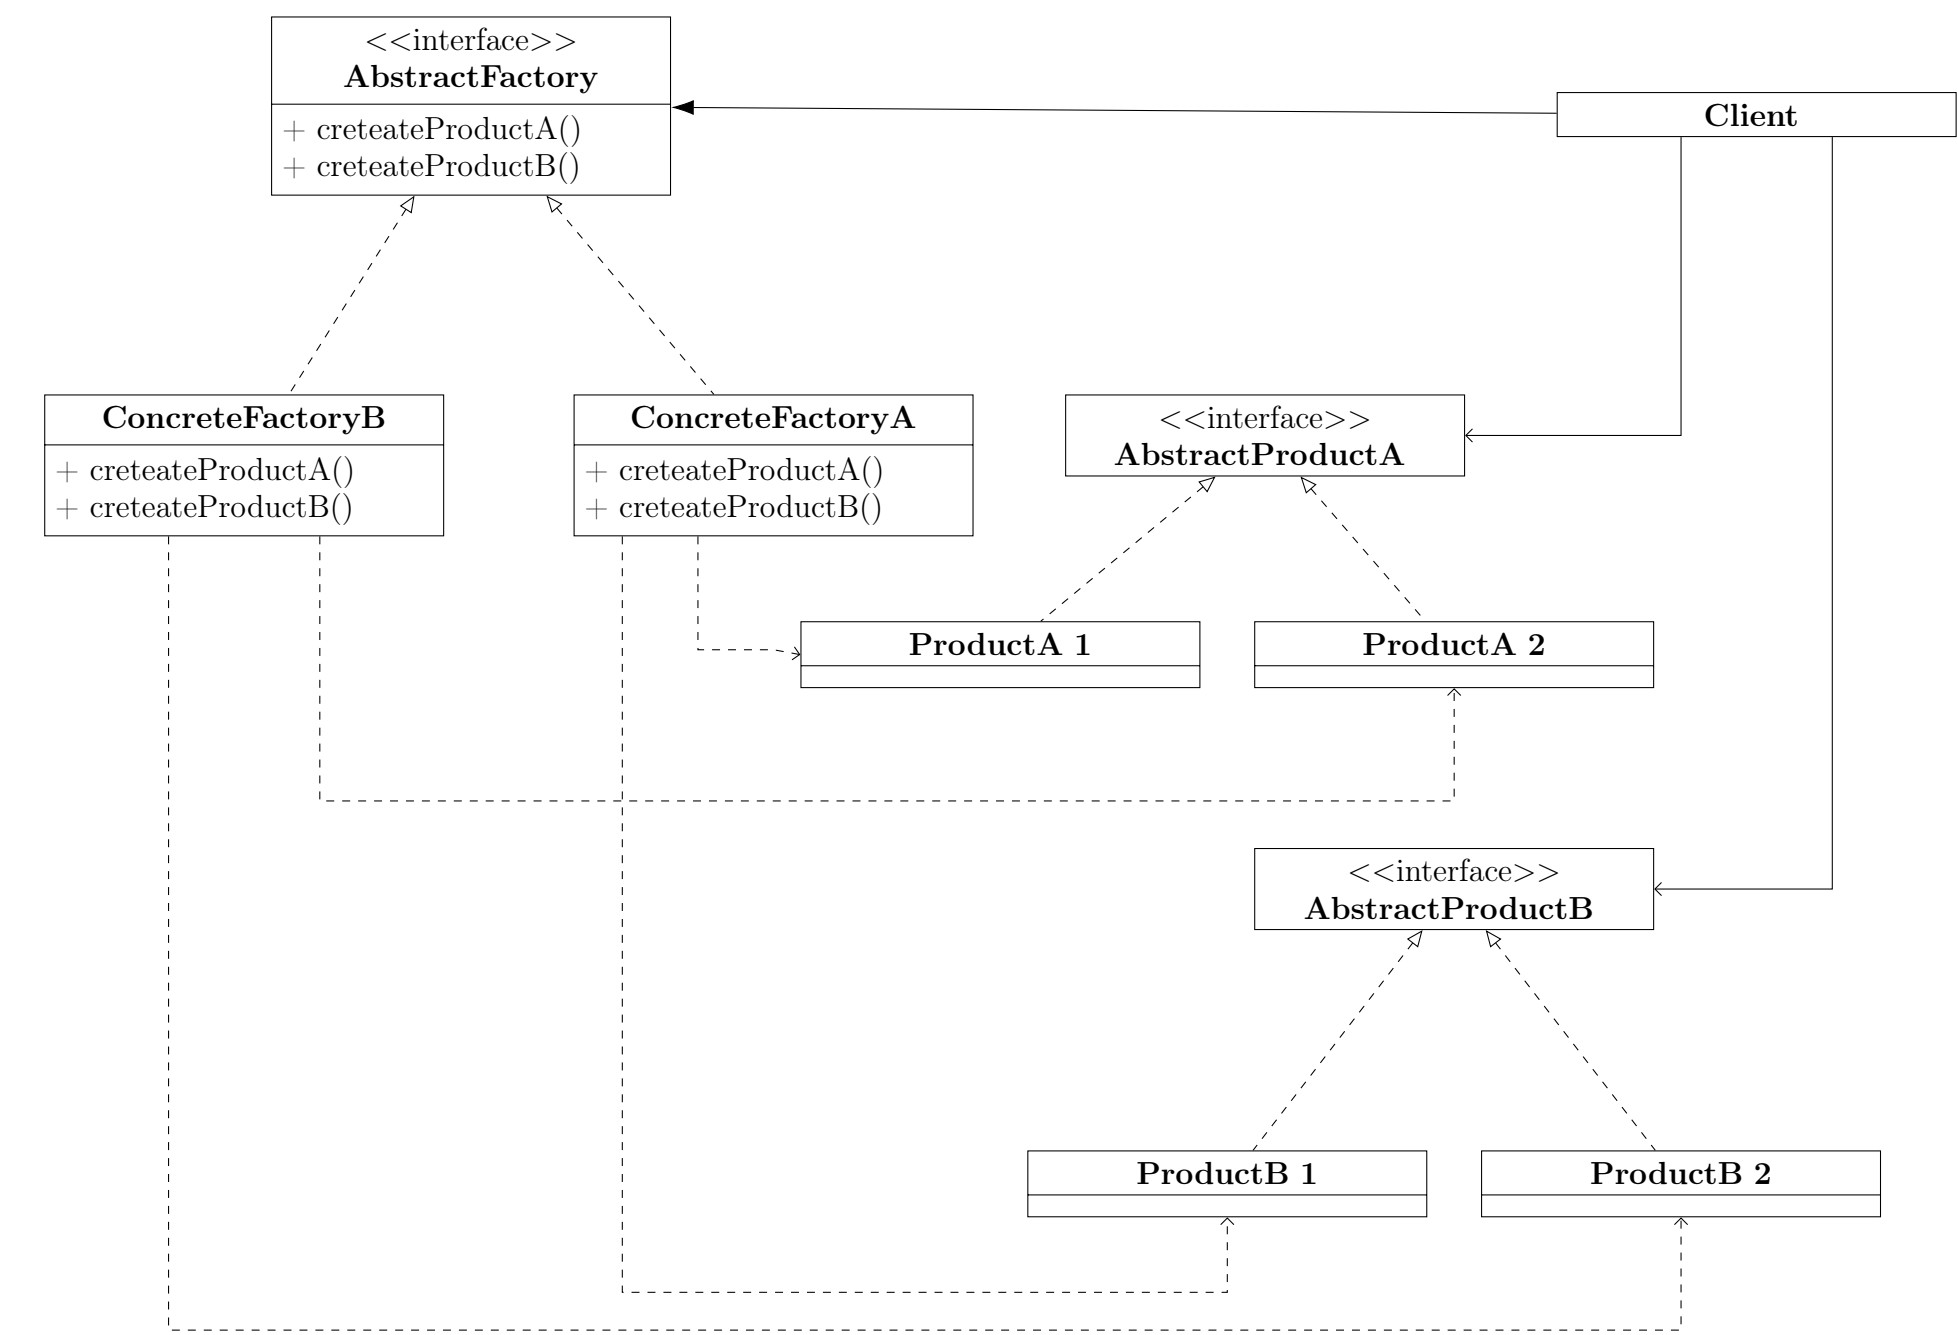 <<interface>>
AbstractFactory
+ creteateProductA()
+ creteateProductB()
Client
ConcreteFactoryB
+ creteateProductA()
+ creteateProductB()
ConcreteFactoryA
+ creteateProductA()
+ creteateProductB()
<<interface>>
AbstractProductA
ProductA 1
ProductA 2
<<interface>>
AbstractProductB
ProductB 1
ProductB 2